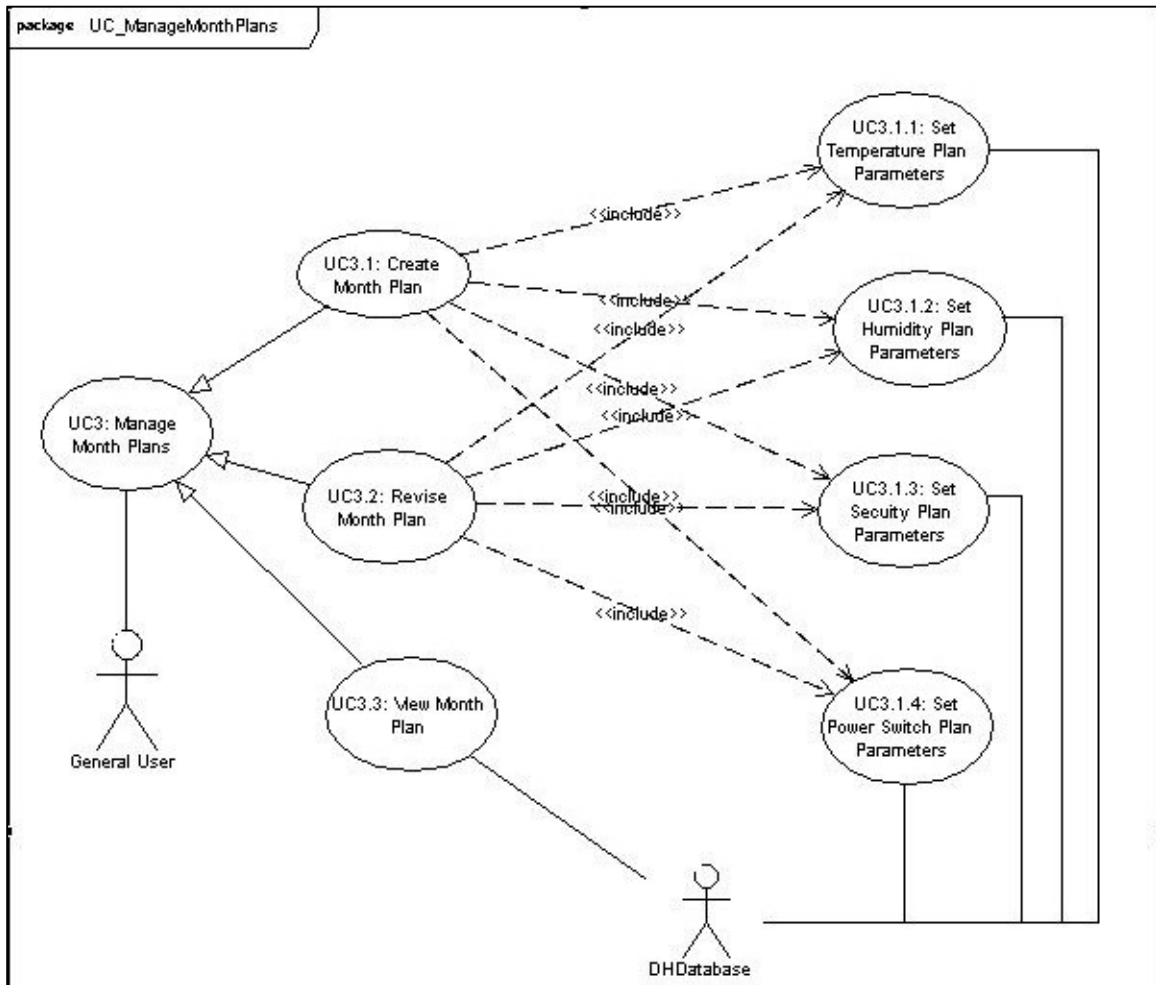 package UC_ManageMonthPlans
UC3.1.1: Set
Temperature Plan
Parameters
<<include>>
UC3.1: Create
Month Plan
<<include>>
<<include>>
UC3.1.2: Set
Humidity Plan
Parameters
<<include>>
<<include>>
UC3: Manage
Month Plans
UC3.2: Revise
Month Plan
<<include>>
<<include>>
UC3.1.3: Set
Secuity Plan
Parameters
<<include>>
UC3.3: View Month
Plan
UC3.1.4: Set
Power Switch Plan
Parameters
General User
DHDatabase